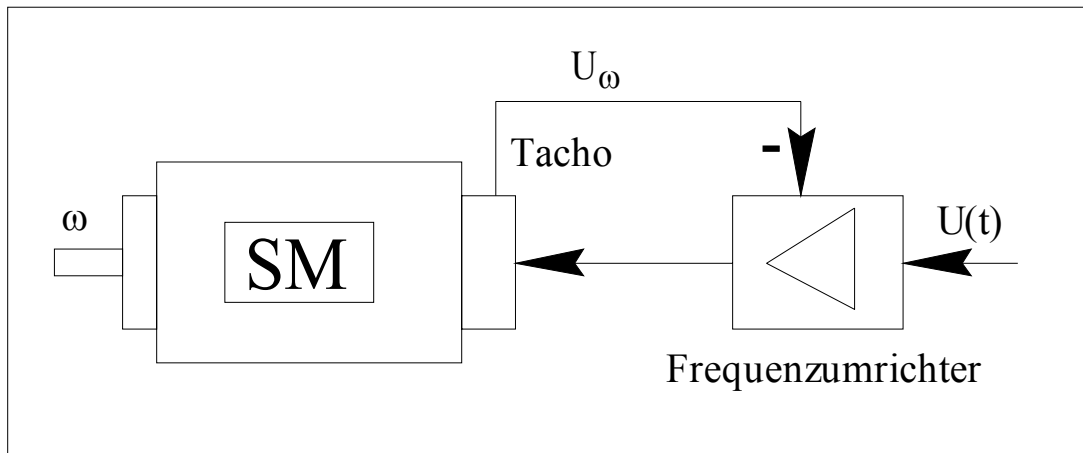 U_ω
Tacho
-
ω
SM
U(t)
Frequenzumrichter